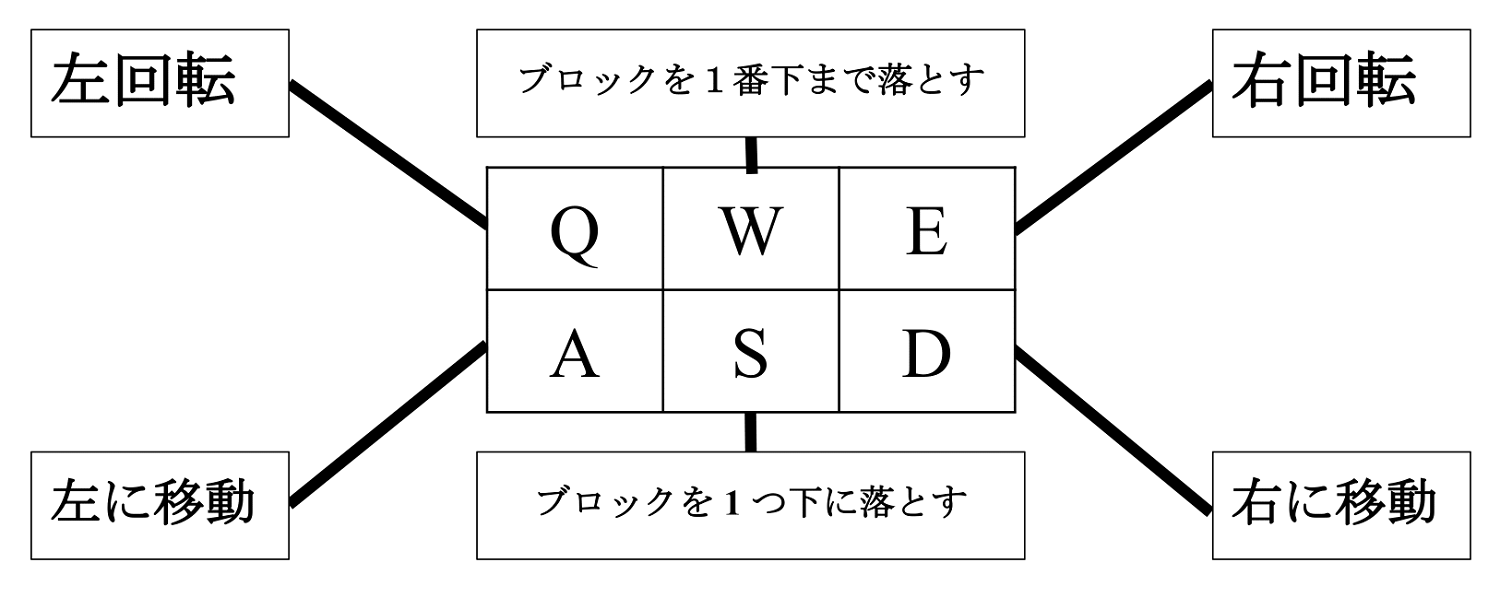 左回転
ブロックを１番下まで落とす
右回転
Q W E
A S D
左に移動
ブロックを1つ下に落とす
右に移動